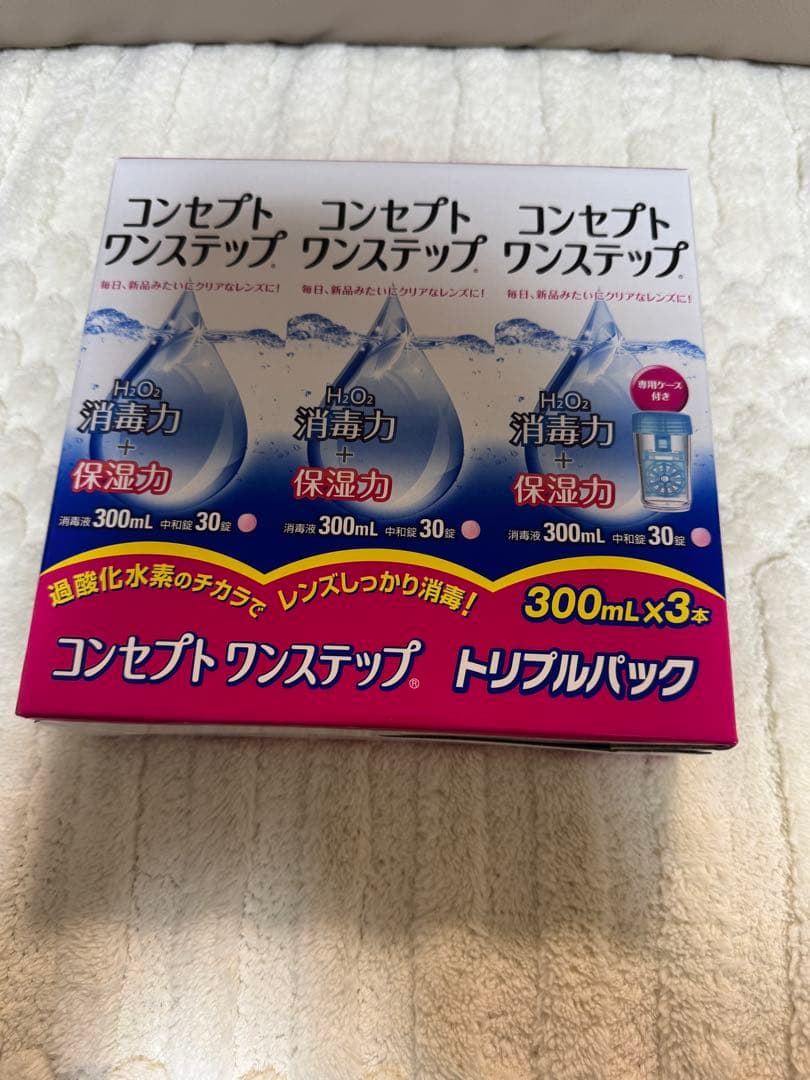 コンセプト
ワンステップ®
毎日、新品みたいにクリアなレンズに!
H2O2
消毒力
+
保湿力
消毒液 300mL 中和錠 30錠
コンセプト
ワンステップ®
毎日、新品みたいにクリアなレンズに!
H2O2
消毒力
+
保湿力
消毒液 300mL 中和錠 30錠
コンセプト
ワンステップ®
毎日、新品みたいにクリアなレンズに!
専用ケース
付き
H2O2
消毒力
+
保湿力
消毒液 300mL 中和錠 30錠
過酸化水素のチカラで レンズしっかり消毒! 300mL×3本
コンセプト ワンステップ® トリプルパック